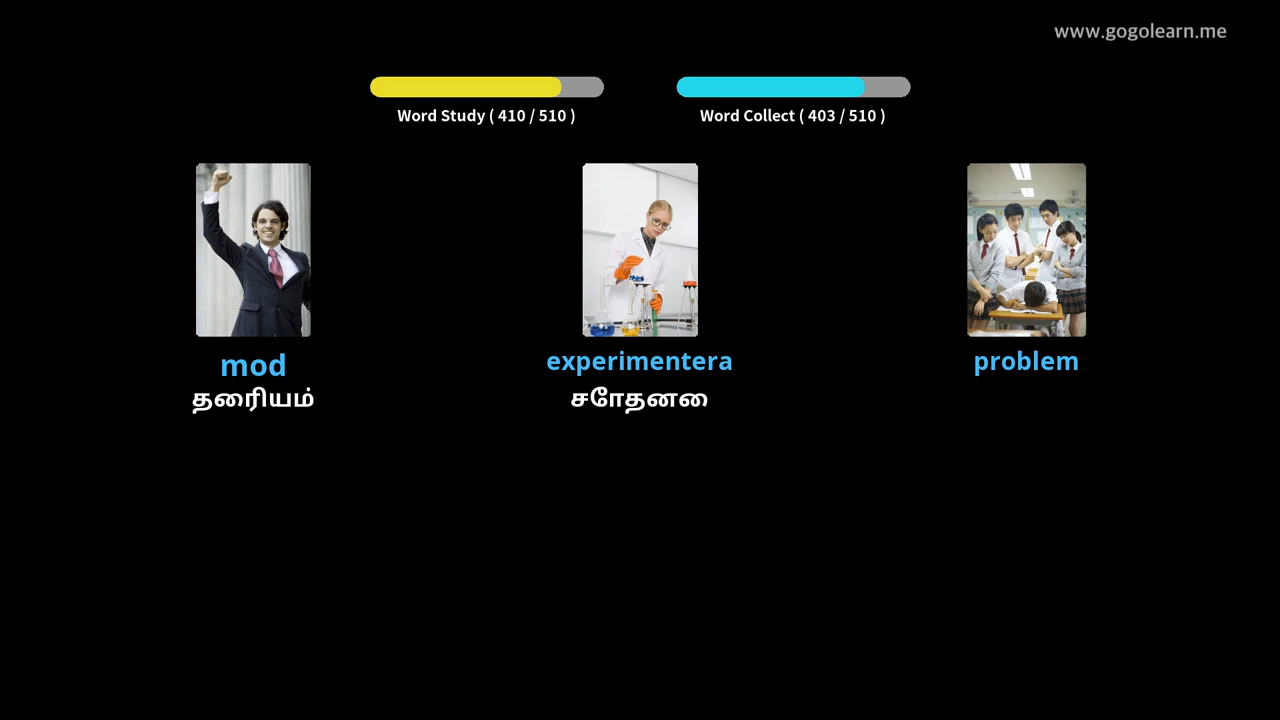 www.gogolearn.me
Word Study ( 410 / 510 )
Word Collect ( 403 / 510 )
mod
experimentera
problem
தைரியம்
சோதனை